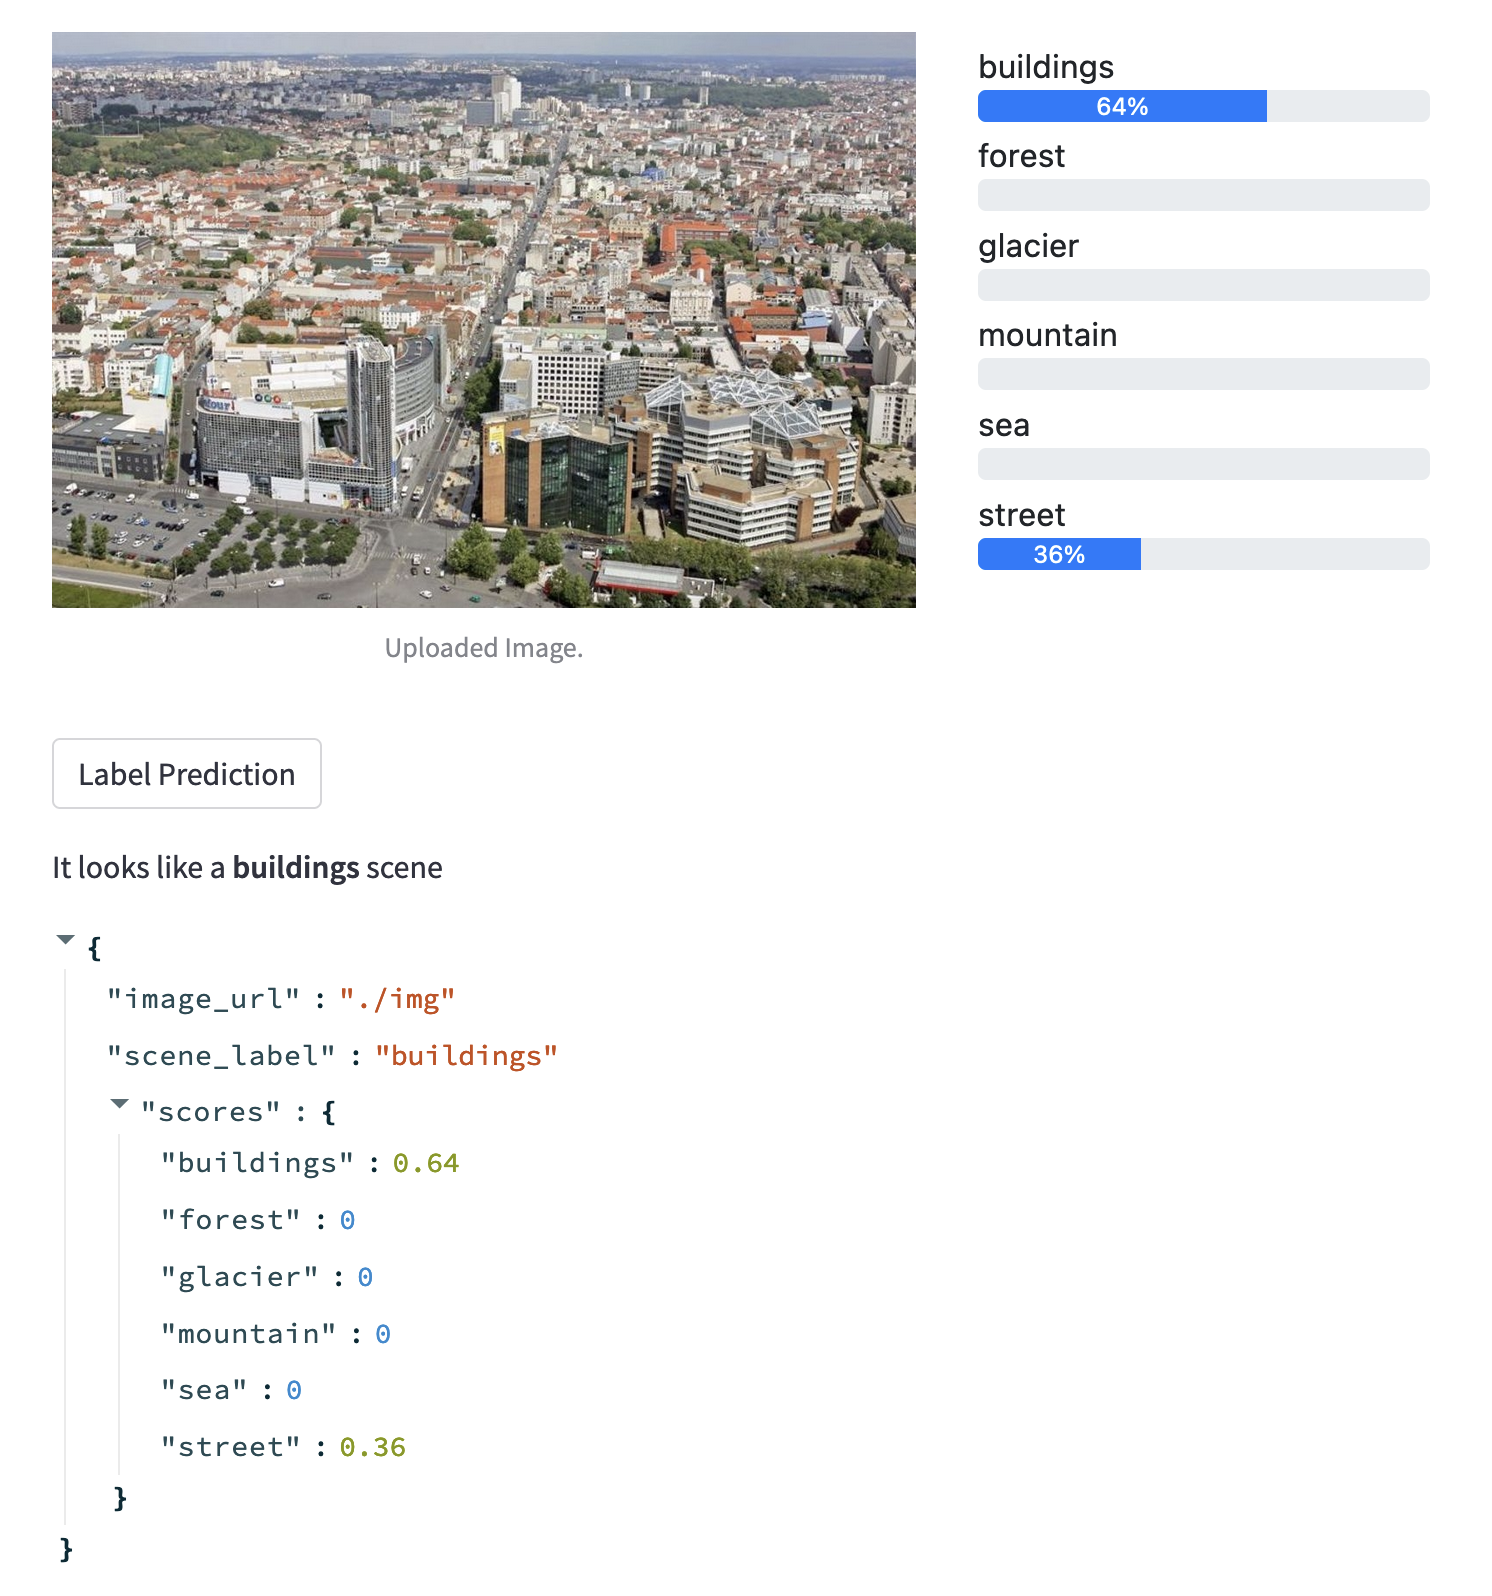 buildings
64%
forest
glacier
mountain
sea
street
36%
Uploaded Image.
Label Prediction
It looks like a buildings scene
{
"image_url" : "./img"
"scene_label" : "buildings"
"scores" : {
"buildings" : 0.64
"forest" : 0
"glacier" : 0
"mountain" : 0
"sea" : 0
"street" : 0.36
}
}